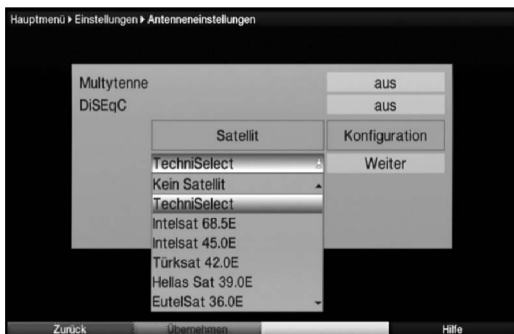 Hauptmenü ▸ Einstellungen ▸ Antenneneinstellungen
Multytenne aus
DiSEqC aus
Satellit Konfiguration
TechniSelect Weiter
Kein Satellit
TechniSelect
Intelsat 68.5E
Intelsat 45.0E
Türksat 42.0E
Hellas Sat 39.0E
EutelSat 36.0E
Zurück Übernehmen Hilfe